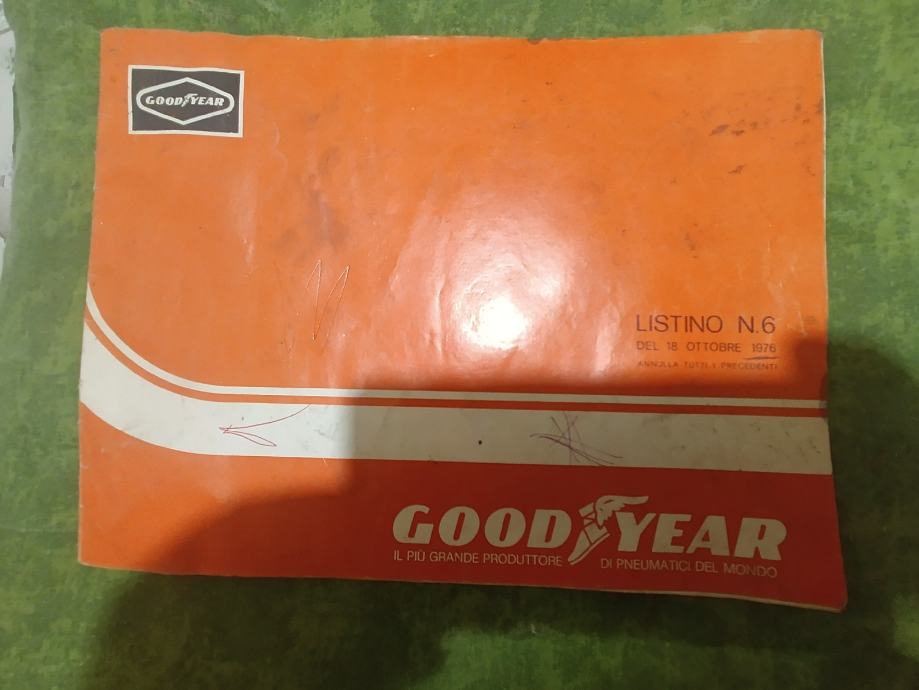 GOODYEAR
LISTINO N.6
DEL 18 OTTOBRE 1976
ANNULLA TUTTI I PRECEDENTI
GOODYEAR
IL PIÙ GRANDE PRODUTTORE DI PNEUMATICI DEL MONDO